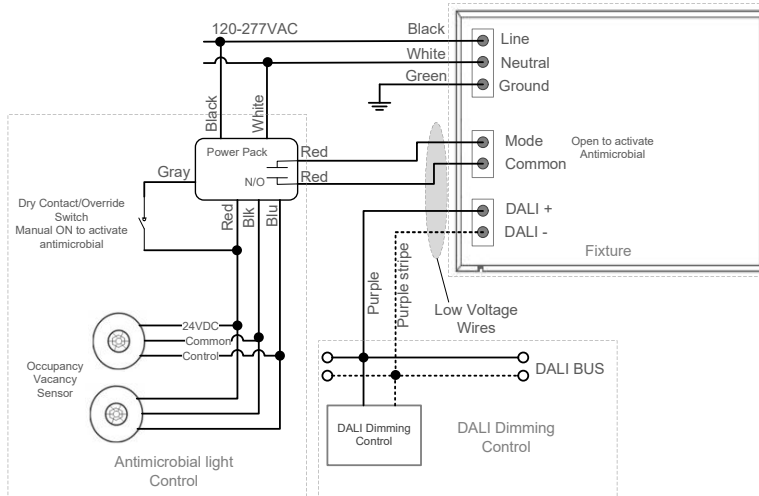 120-277VAC
Black
Line
White
Neutral
Green
Ground
Black
White
Power Pack
N/O
Red
Red
Mode
Common
Open to activate
Antimicrobial
Gray
Dry Contact/Override
Switch
Manual ON to activate
antimicrobial
Red
Blk
Blu
DALI +
DALI -
Fixture
Purple
Purple stripe
Low Voltage
Wires
24VDC
Common
Control
Occupancy
Vacancy
Sensor
DALI BUS
DALI Dimming
Control
DALI Dimming
Control
Antimicrobial light
Control